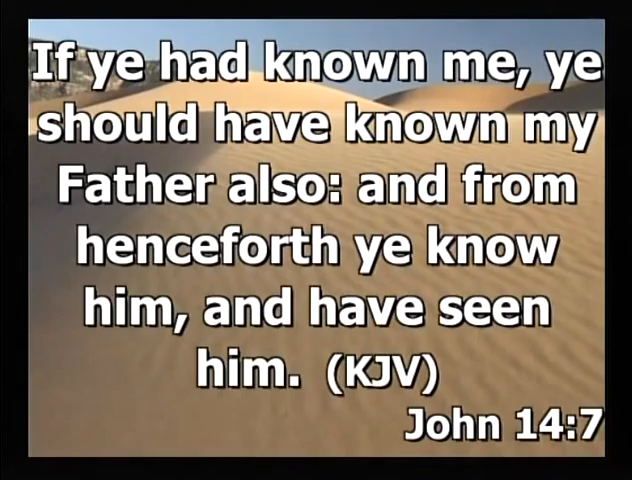 If ye had known me, ye
should have known my
Father also: and from
henceforth ye know
him, and have seen
him. (KJV)
John 14:7